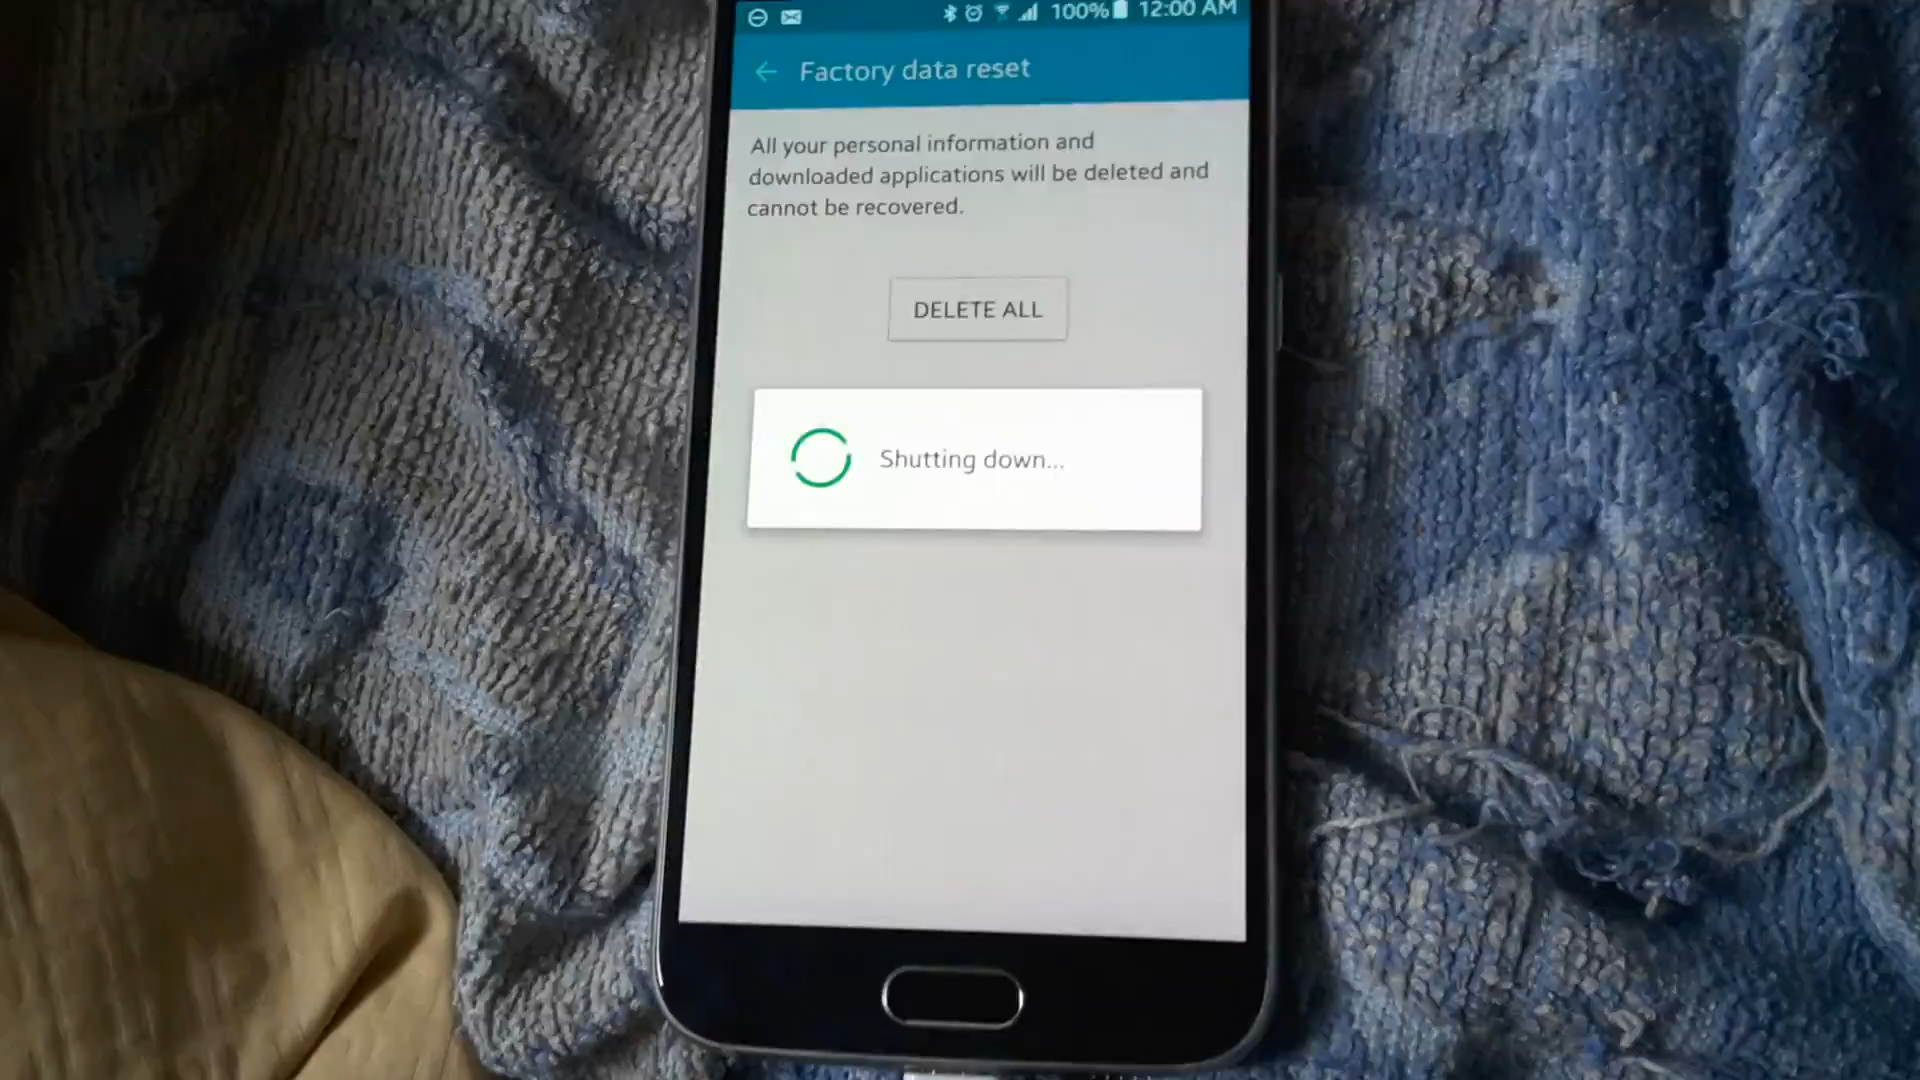 100% 12:00 AM
Factory data reset
All your personal information and
downloaded applications will be deleted and
cannot be recovered.
DELETE ALL
Shutting down...